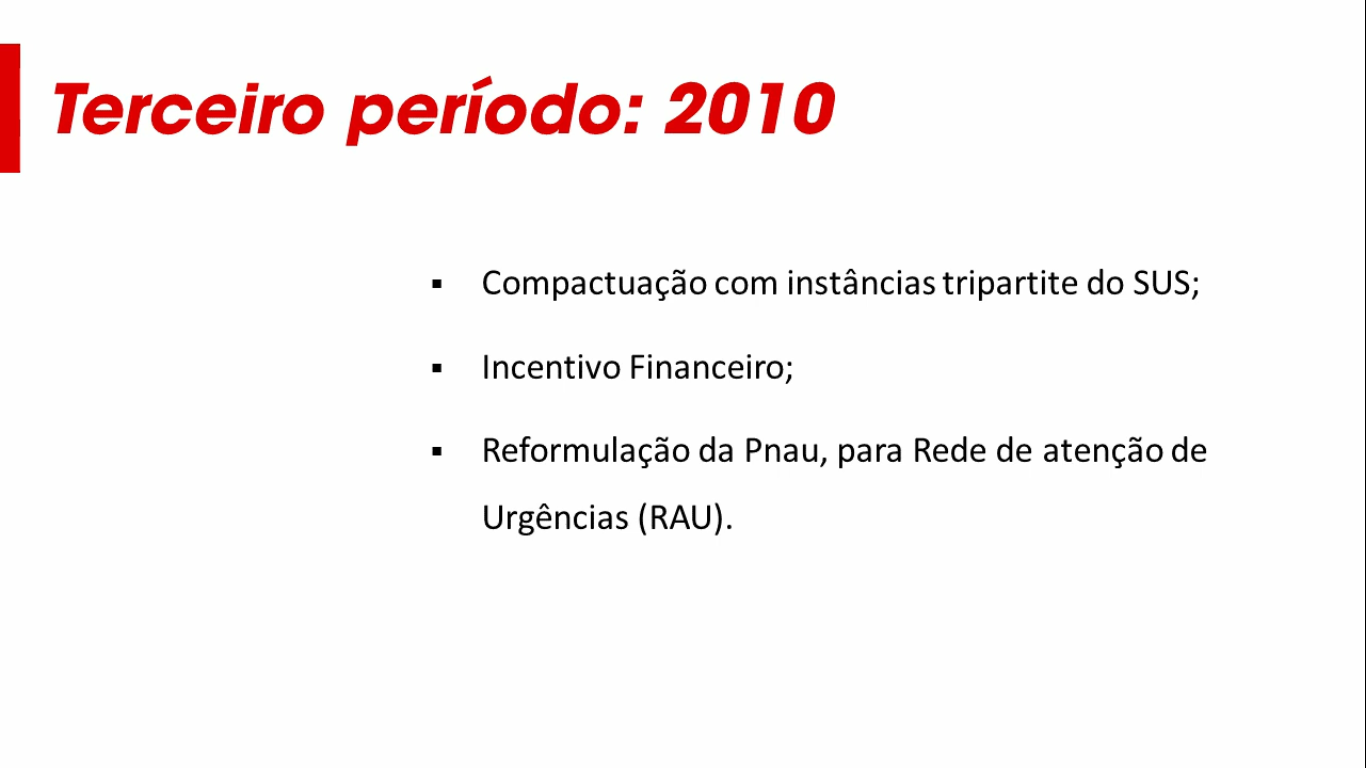 Terceiro período: 2010
▪ Compactuação com instâncias tripartite do SUS;
▪ Incentivo Financeiro;
▪ Reformulação da Pnau, para Rede de atenção de
Urgências (RAU).